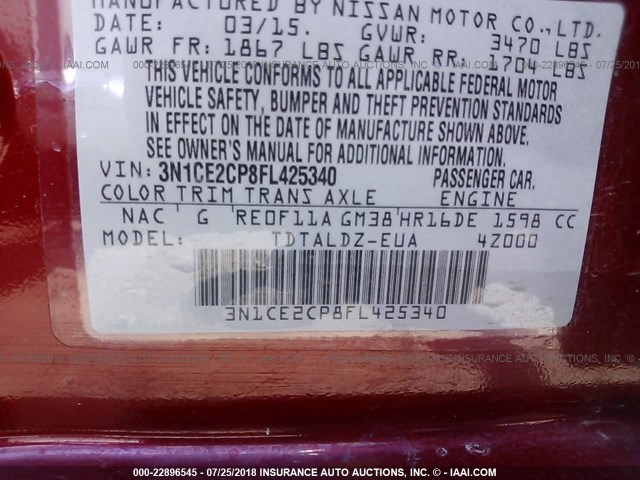 MANUFACTURED BY NISSAN MOTOR CO.,LTD.
DATE: 03/15. GVWR: 3470 LBS
GAWR FR: 1867 LBS GAWR RR: 1704 LBS
THIS VEHICLE CONFORMS TO ALL APPLICABLE FEDERAL MOTOR
VEHICLE SAFETY, BUMPER AND THEFT PREVENTION STANDARDS
IN EFFECT ON THE DATE OF MANUFACTURE SHOWN ABOVE.
SEE OWNER'S MANUAL FOR ADDITIONAL INFORMATION.
VIN: 3N1CE2CP8FL425340 PASSENGER CAR.
COLOR TRIM TRANS AXLE ENGINE
NAC G RE0F11A GM38 HR16DE 1598 CC
MODEL: TDTALDZ-EUA 4Z000
3N1CE2CP8FL425340
000-22896545 - 07/25/2018 INSURANCE AUTO AUCTIONS, INC. - © - IAAI.COM